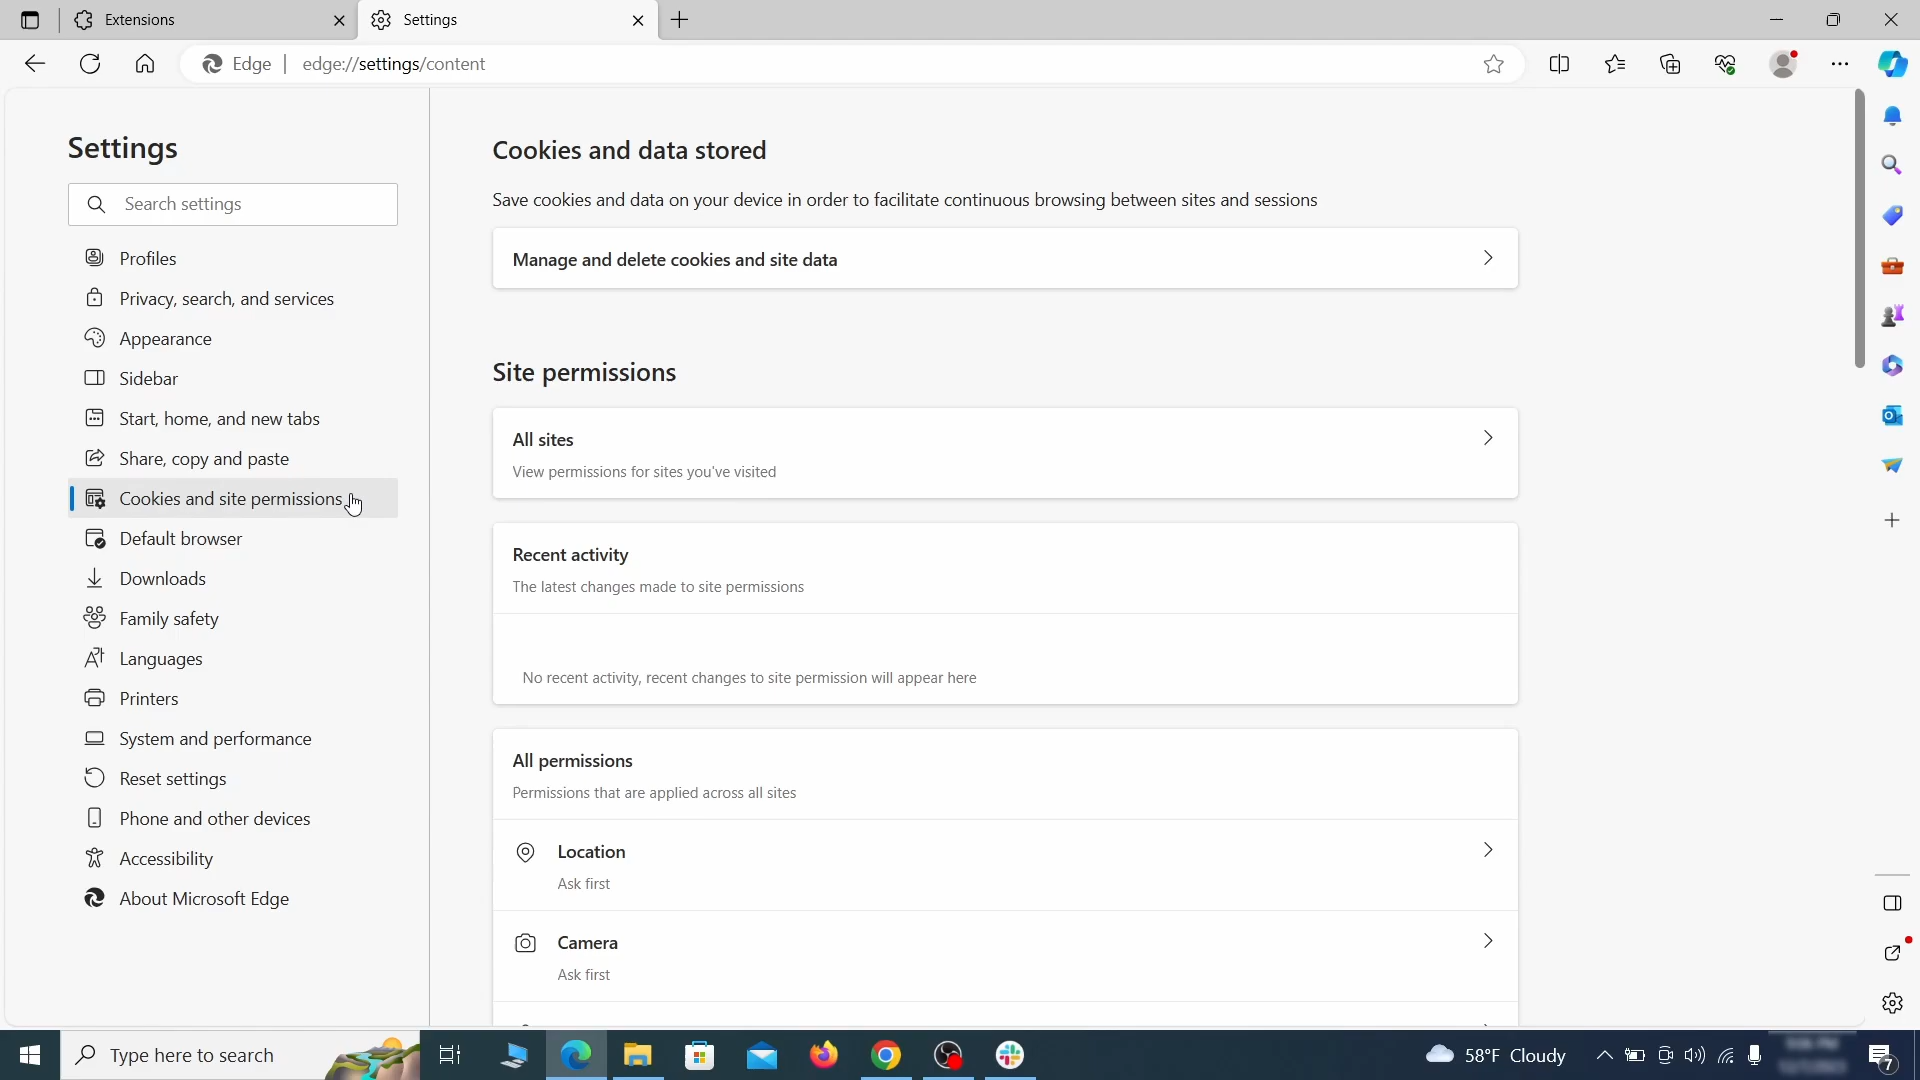 Extensions
Settings
Edge
edge://settings/content
Settings
Search settings
Profiles
Privacy, search, and services
Appearance
Sidebar
Start, home, and new tabs
Share, copy and paste
Cookies and site permissions
Default browser
Downloads
Family safety
Languages
Printers
System and performance
Reset settings
Phone and other devices
Accessibility
About Microsoft Edge
Cookies and data stored
Save cookies and data on your device in order to facilitate continuous browsing between sites and sessions
Manage and delete cookies and site data
Site permissions
All sites
View permissions for sites you've visited
Recent activity
The latest changes made to site permissions
No recent activity, recent changes to site permission will appear here
All permissions
Permissions that are applied across all sites
Location
Ask first
Camera
Ask first
Type here to search
58°F Cloudy
7